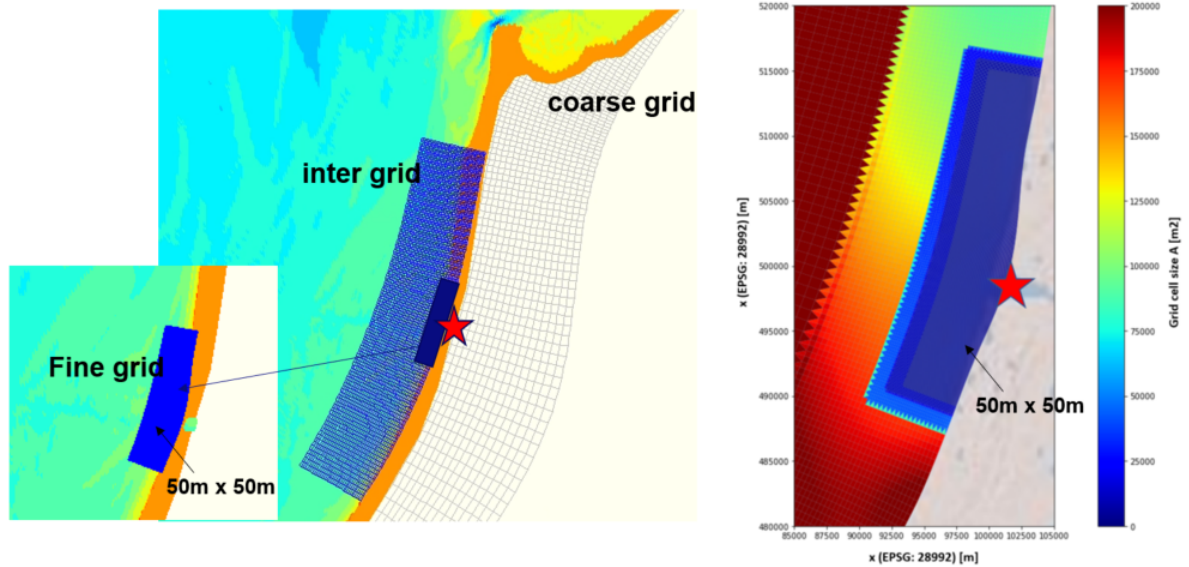 coarse grid
inter grid
Fine grid
50m x 50m
520000
515000
510000
505000
500000
495000
490000
485000
480000
x (EPSG: 28992) [m]
85000 87500 90000 92500 95000 97500 100000 102500 105000
x (EPSG: 28992) [m]
50m x 50m
200000
175000
150000
125000
100000
75000
50000
25000
0
Grid cell size A [m2]